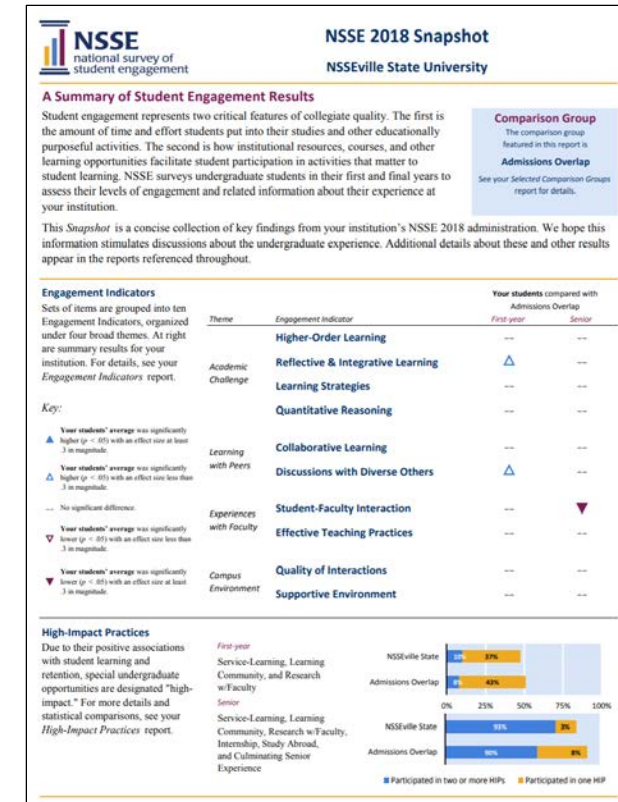 NSSE
national survey of
student engagement
NSSE 2018 Snapshot
NSSEville State University
A Summary of Student Engagement Results
Student engagement represents two critical features of collegiate quality. The first is
the amount of time and effort students put into their studies and other educationally
purposeful activities. The second is how institutional resources, courses, and other
learning opportunities facilitate student participation in activities that matter to
student learning. NSSE surveys undergraduate students in their first and final years to
assess their levels of engagement and related information about their experience at
your institution.
Comparison Group
The comparison group
featured in this report is
Admissions Overlap
See your Selected Comparison Groups
report for details.
This Snapshot is a concise collection of key findings from your institution's NSSE 2018 administration. We hope this
information stimulates discussions about the undergraduate experience. Additional details about these and other results
appear in the reports referenced throughout.
Engagement Indicators
Sets of items are grouped into ten
Engagement Indicators, organized
under four broad themes. At right
are summary results for your
institution. For details, see your
Engagement Indicators report.
Key:
▲ Your students' average was significantly
higher (p < .05) with an effect size at least
.3 in magnitude.
△ Your students' average was significantly
higher (p < .05) with an effect size less than
.3 in magnitude.
-- No significant difference.
▽ Your students' average was significantly
lower (p < .05) with an effect size less than
.3 in magnitude.
▼ Your students' average was significantly
lower (p < .05) with an effect size at least
.3 in magnitude.
Your students compared with
Admissions Overlap
Theme Engagement Indicator First-year Senior
Academic
Challenge
Higher-Order Learning -- --
Reflective & Integrative Learning △ --
Learning Strategies -- --
Quantitative Reasoning -- --
Learning
with Peers
Collaborative Learning -- --
Discussions with Diverse Others △ --
Experiences
with Faculty
Student-Faculty Interaction -- ▼
Effective Teaching Practices -- --
Campus
Environment
Quality of Interactions -- --
Supportive Environment -- --
High-Impact Practices
Due to their positive associations
with student learning and
retention, special undergraduate
opportunities are designated "high-
impact." For more details and
statistical comparisons, see your
High-Impact Practices report.
First-year
Service-Learning, Learning
Community, and Research
w/Faculty
Senior
Service-Learning, Learning
Community, Research w/Faculty,
Internship, Study Abroad,
and Culminating Senior
Experience
NSSEville State 10% 37%
Admissions Overlap 8% 43%
0% 25% 50% 75% 100%
NSSEville State 93% 3%
Admissions Overlap 90% 8%
Participated in two or more HIPs Participated in one HIP